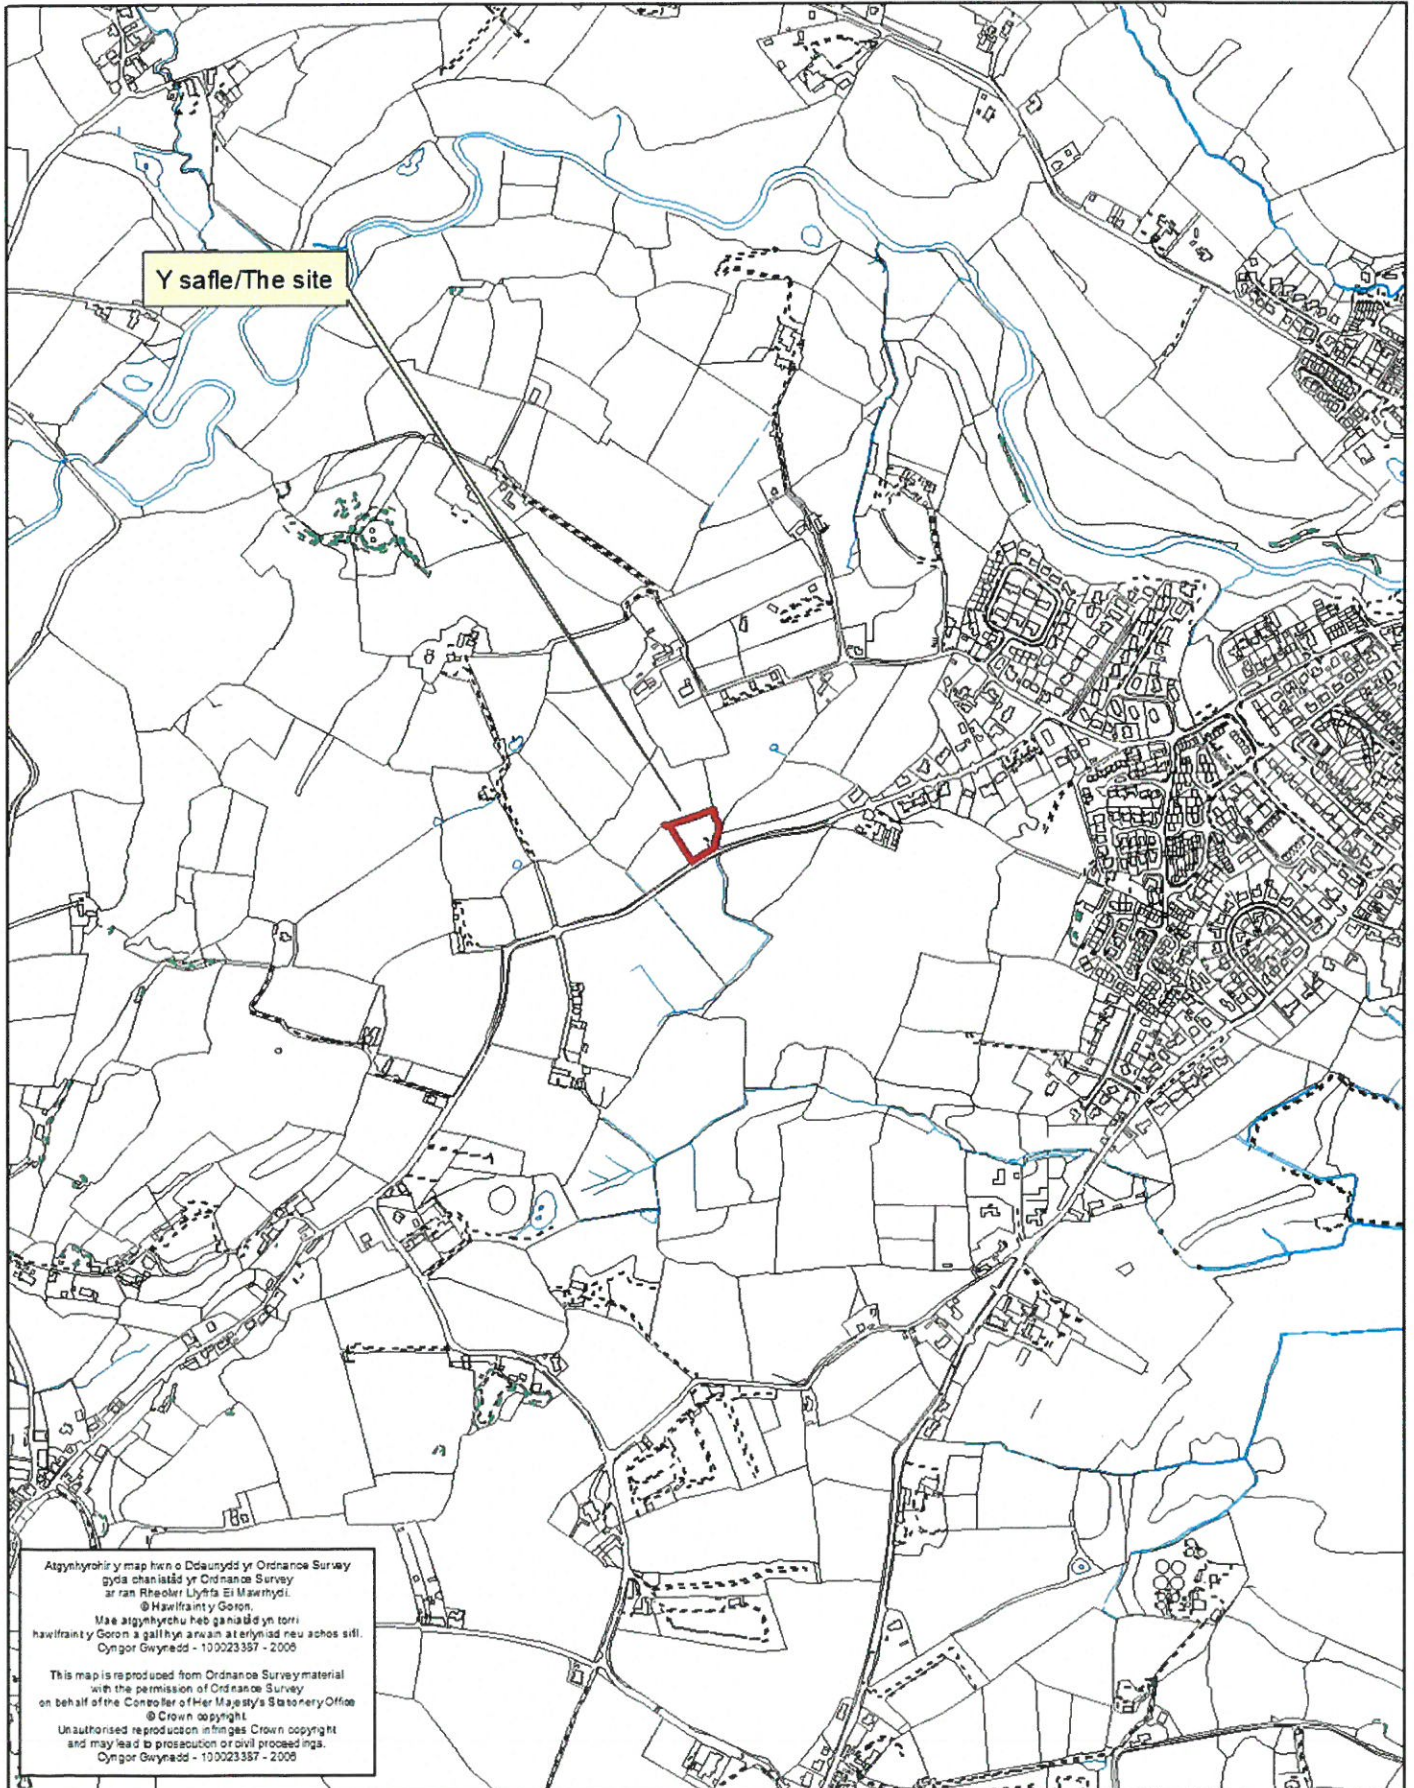 Y safle/The site
Atgynhyrchir y map hwn o Ddeunydd yr Ordnance Survey
gyda chaniatâd yr Ordnance Survey
ar ran Rheolwr Llyfrfa Ei Mawrhydi.
© Hawlfraint y Goron.
Mae atgynhyrchu heb ganiatâd yn torri
hawlfraint y Goron a gall hyn arwain at erlyniad neu achos sifil.
Cyngor Gwynedd - 100023387 - 2006
This map is reproduced from Ordnance Survey material
with the permission of Ordnance Survey
on behalf of the Controller of Her Majesty's Stationery Office
© Crown copyright.
Unauthorised reproduction infringes Crown copyright
and may lead to prosecution or civil proceedings.
Cyngor Gwynedd - 100023387 - 2006